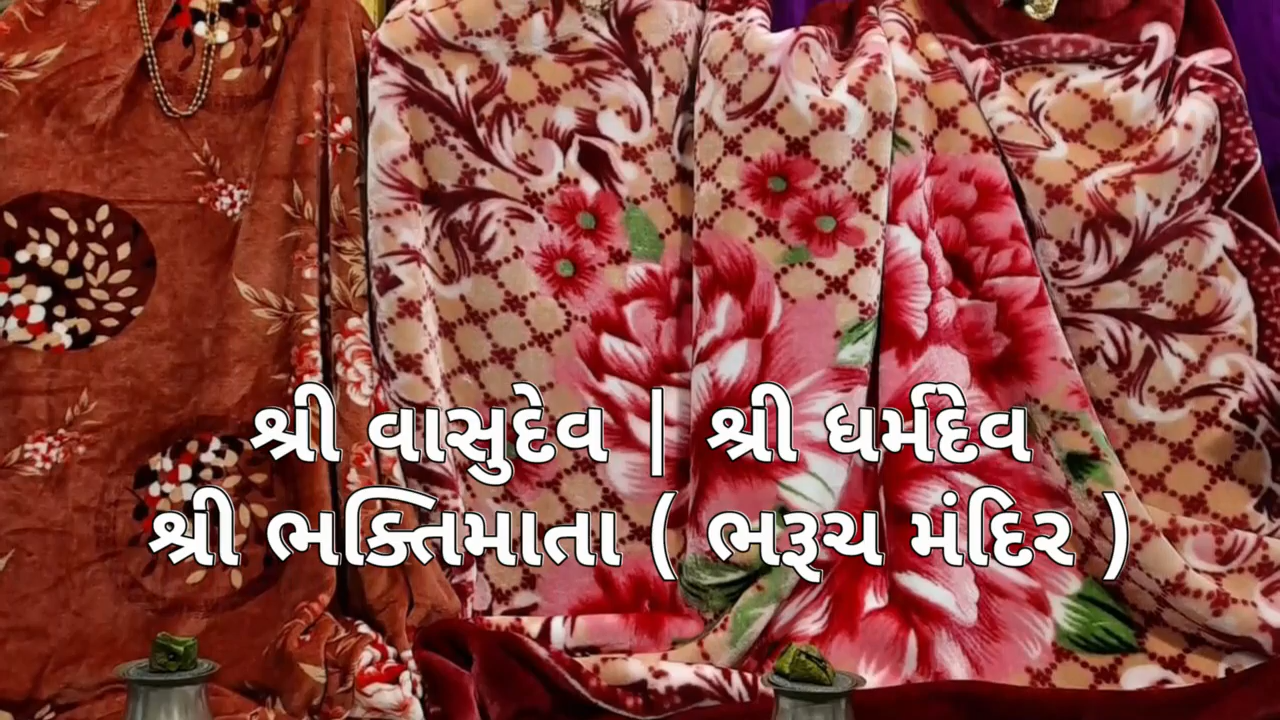 શ્રી વાસુદેવ | શ્રી ધર્મદેવ
શ્રી ભક્તિમાતા ( ભરૂચ મંદિર )